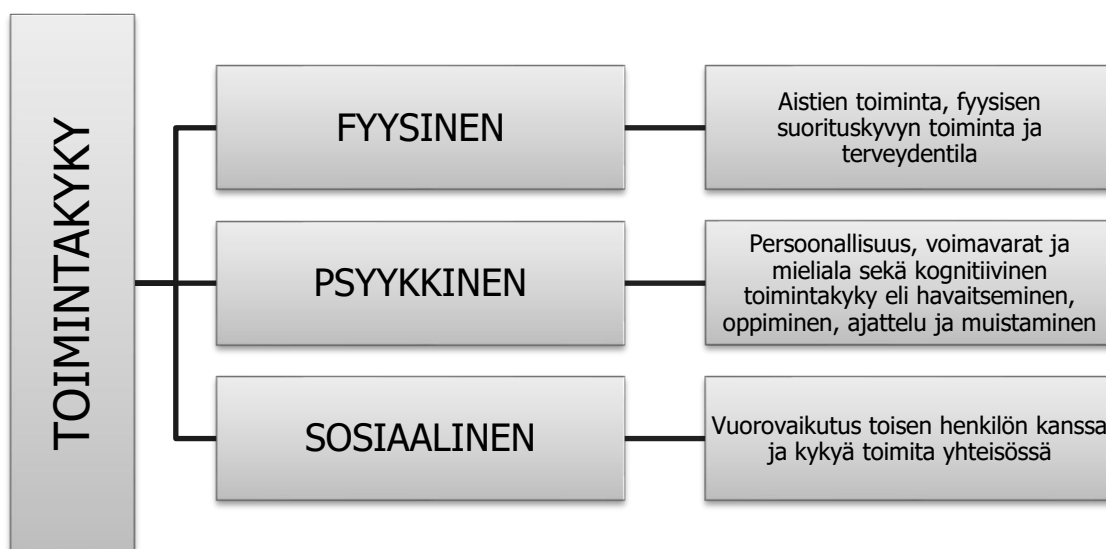 TOIMINTAKYKY
FYYSINEN
Aistien toiminta, fyysisen
suorituskyvyn toiminta ja
terveydentila
PSYYKKINEN
Persoonallisuus, voimavarat ja
mieliala sekä kognitiivinen
toimintakyky eli havaitseminen,
oppiminen, ajattelu ja muistaminen
SOSIAALINEN
Vuorovaikutus toisen henkilön kanssa
ja kykyä toimita yhteisössä